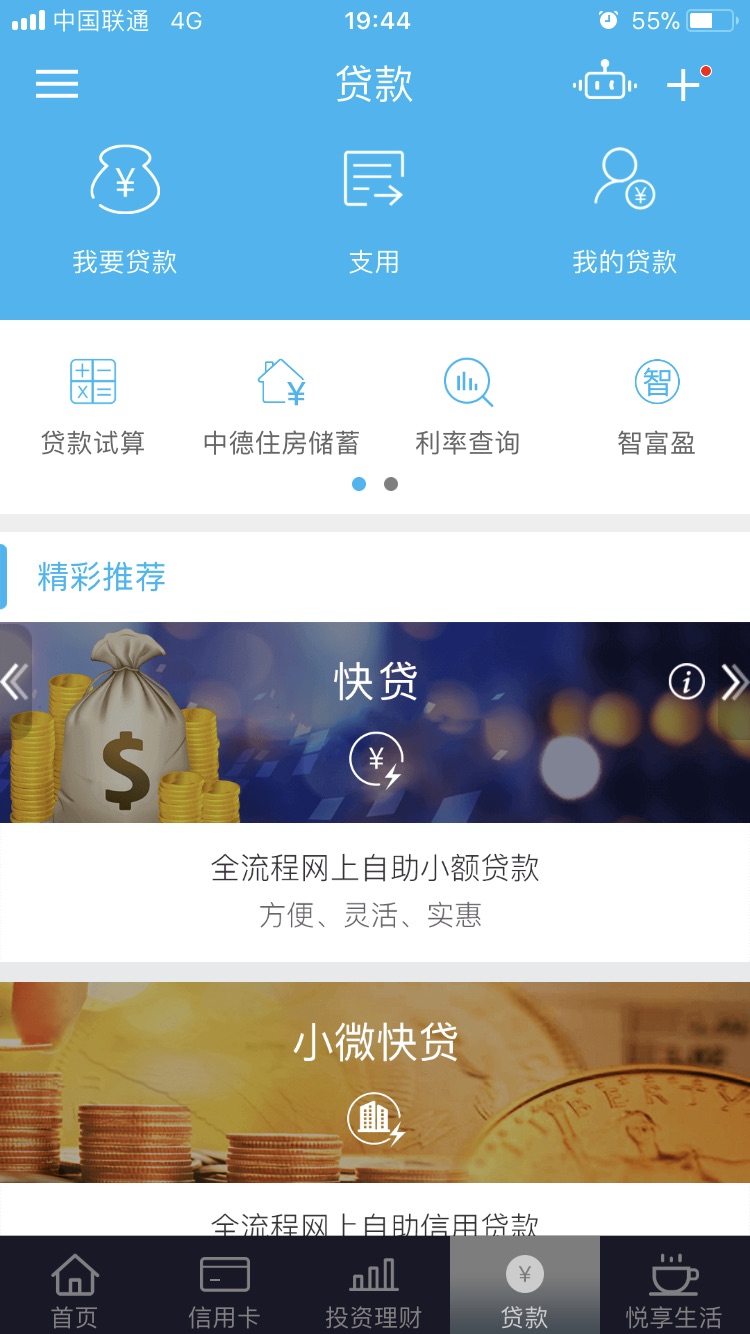 中国联通 4G 19:44 55%
贷款
我要贷款 支用 我的贷款
贷款试算 中德住房储蓄 利率查询 智富盈
精彩推荐
快贷
全流程网上自助小额贷款
方便、灵活、实惠
小微快贷
LIBERTY
全流程网上自助信用贷款
首页 信用卡 投资理财 贷款 悦享生活